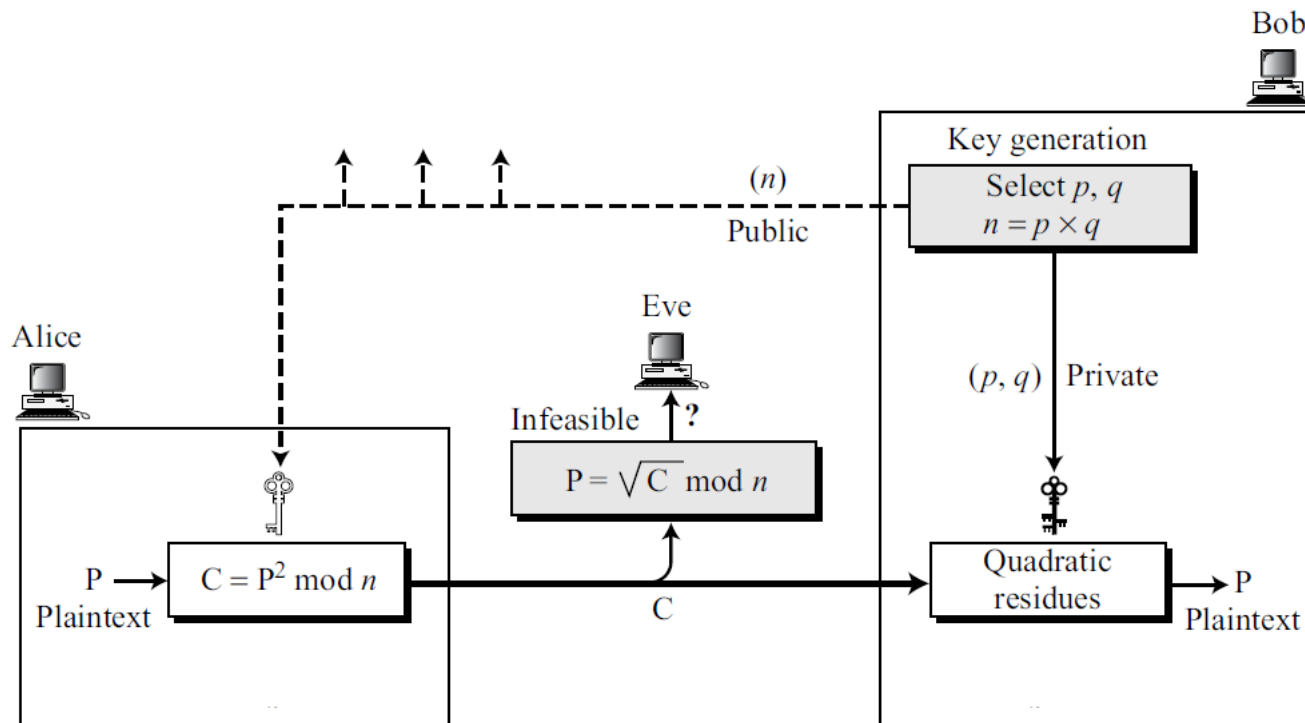 Bob
Key generation
Select p, q
n = p × q
(n)
Public
Eve
Alice
(p, q) Private
Infeasible
?
P = √C mod n
P
Plaintext
C = P² mod n
C
Quadratic
residues
P
Plaintext